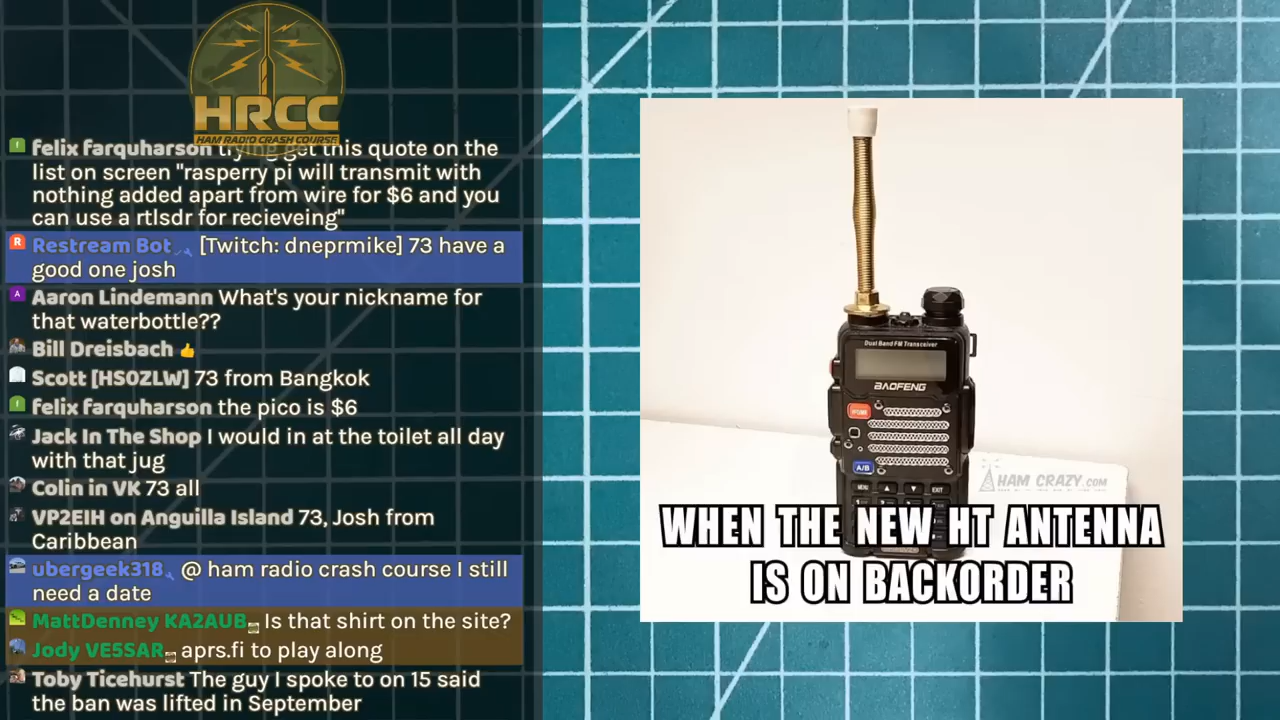 HRCC
HAM RADIO CRASH COURSE
felix farquharson trying get this quote on the
list on screen "rasperry pi will transmit with
nothing added apart from wire for $6 and you
can use a rtlsdr for recieveing"
Restream Bot [Twitch: dneprmike] 73 have a
good one josh
Aaron Lindemann What's your nickname for
that waterbottle??
Bill Dreisbach 👍
Scott [HS0ZLW] 73 from Bangkok
felix farquharson the pico is $6
Jack In The Shop I would in at the toilet all day
with that jug
Colin in VK 73 all
VP2EIH on Anguilla Island 73, Josh from
Caribbean
ubergeek318 @ ham radio crash course I still
need a date
MattDenney KA2AUB Is that shirt on the site?
Jody VE5SAR aprs.fi to play along
Toby Ticehurst The guy I spoke to on 15 said
the ban was lifted in September
Dual Band FM Transceiver
BAOFENG
A/B
MENU
EXIT
HAM CRAZY.COM
WHEN THE NEW HT ANTENNA
IS ON BACKORDER